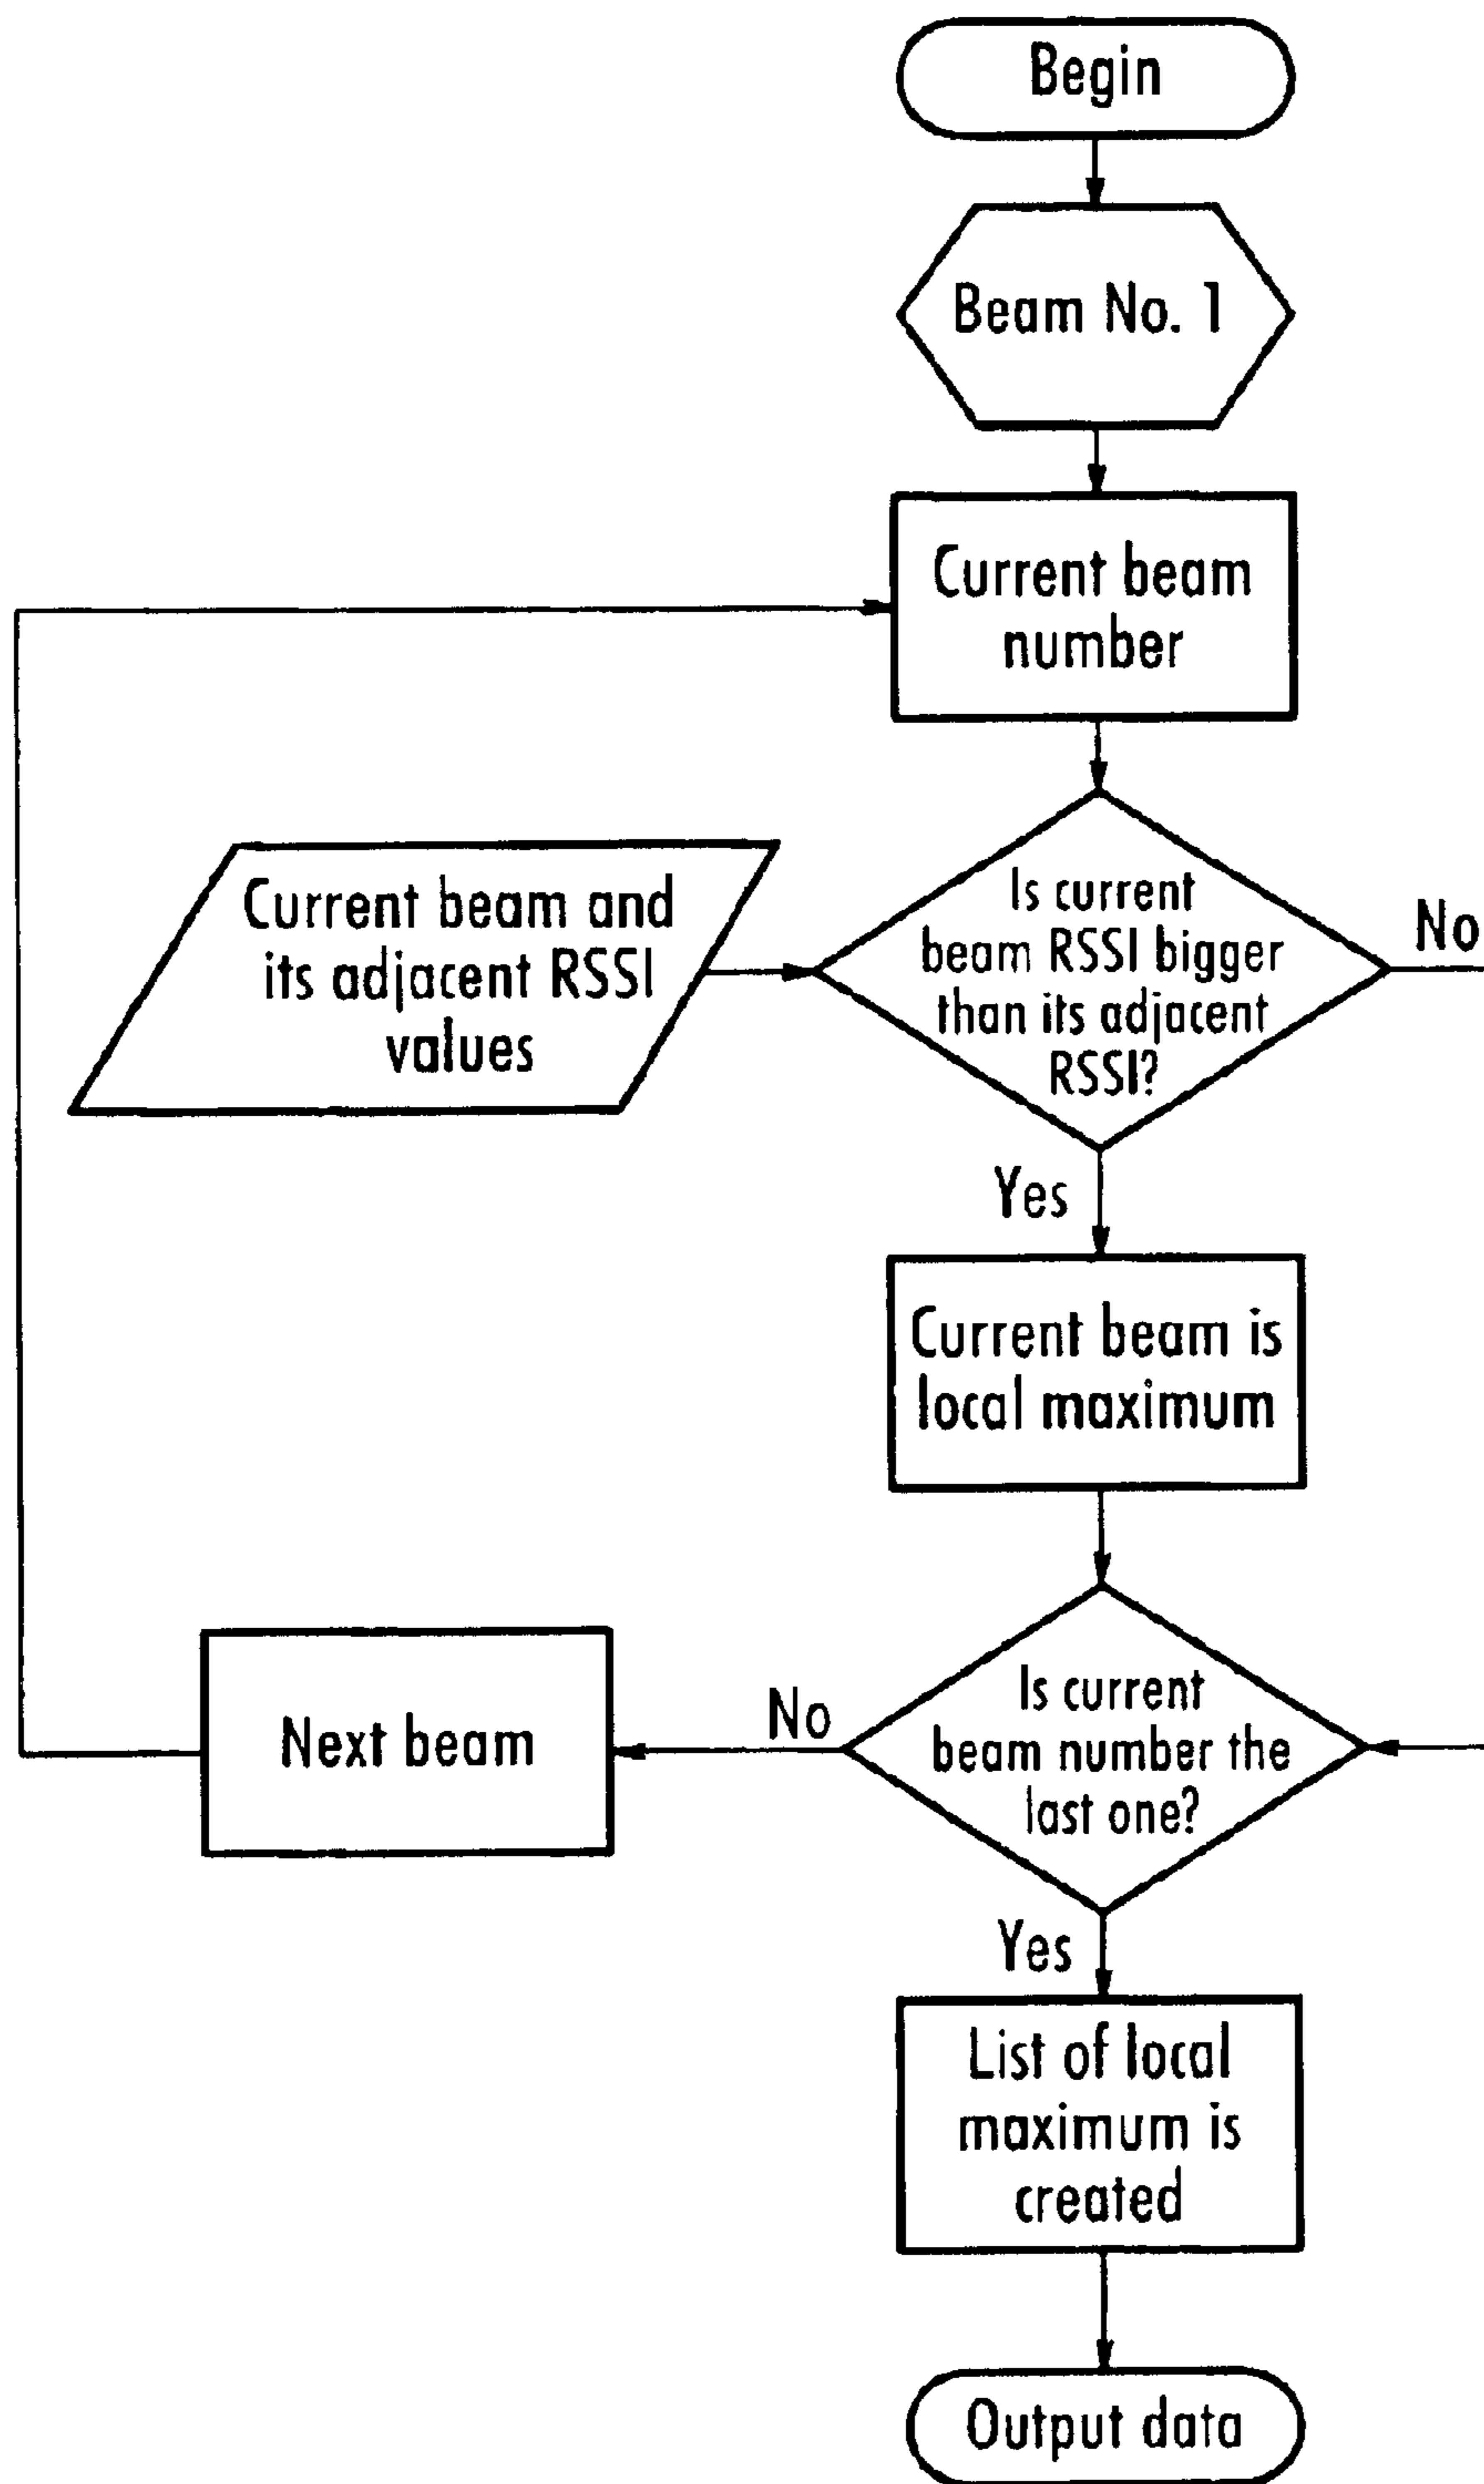 Begin
Beam No. 1
Current beam
number
Current beam and
its adjacent RSSI
values
Is current
beam RSSI bigger
than its adjacent
RSSI?
No
Yes
Current beam is
local maximum
Is current
beam number the
last one?
No
Next beam
Yes
List of local
maximum is
created
Output data